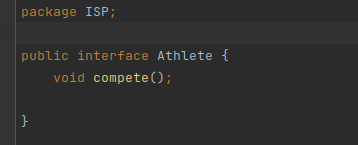 package ISP;
public interface Athlete {
    void compete();
}